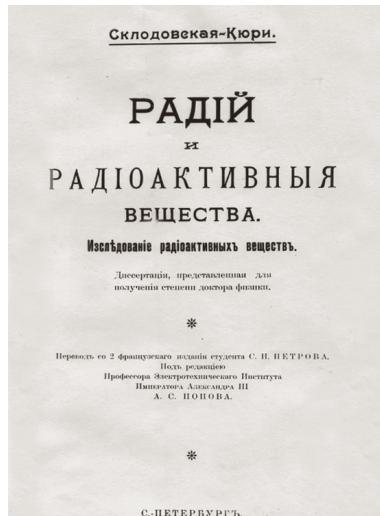 Склодовская-Кюри.
РАДІЙ
и
РАДІОАКТИВНЫЯ
ВЕЩЕСТВА.
Изслѣдованіе радіоактивныхъ веществъ.
Диссертація, представленная для
полученія степени доктора физики.
Переводъ со 2 французскаго изданія студента С. И. ПЕТРОВА,
Подъ редакціею
Профессора Электротехническаго Института
Императора Александра III
А. С. ПОПОВА.
С.-ПЕТЕРБУРГЪ.